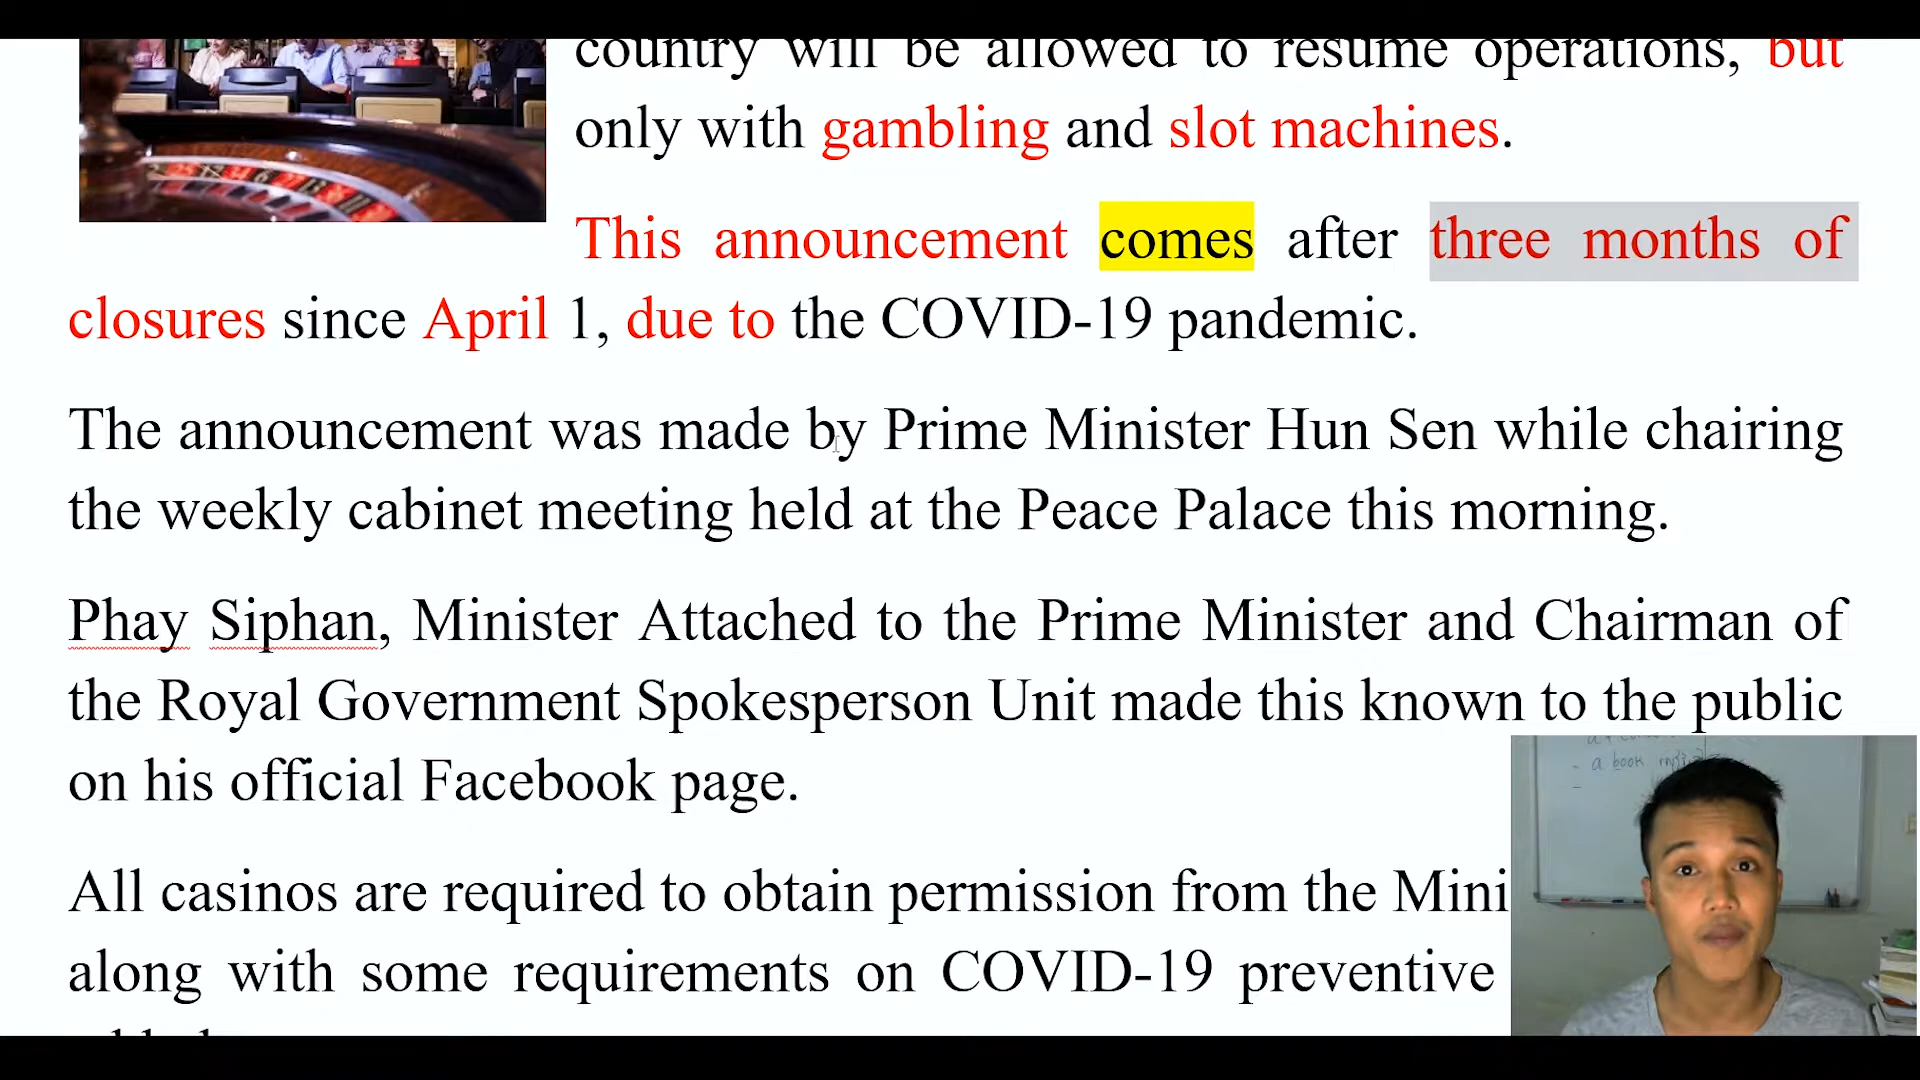 country will be allowed to resume operations, but
only with gambling and slot machines.
This announcement comes after three months of
closures since April 1, due to the COVID-19 pandemic.
The announcement was made by Prime Minister Hun Sen while chairing
the weekly cabinet meeting held at the Peace Palace this morning.
Phay Siphan, Minister Attached to the Prime Minister and Chairman of
the Royal Government Spokesperson Unit made this known to the public
on his official Facebook page.
All casinos are required to obtain permission from the Mini
along with some requirements on COVID-19 preventive
- a book